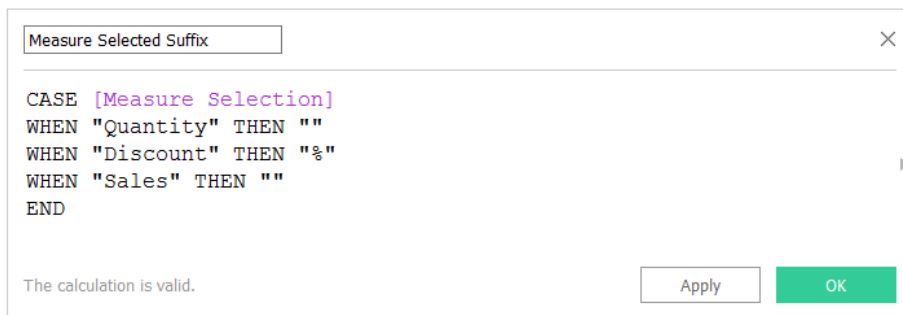 Measure Selected Suffix
CASE [Measure Selection]
WHEN "Quantity" THEN ""
WHEN "Discount" THEN "%"
WHEN "Sales" THEN ""
END
The calculation is valid.
Apply
OK